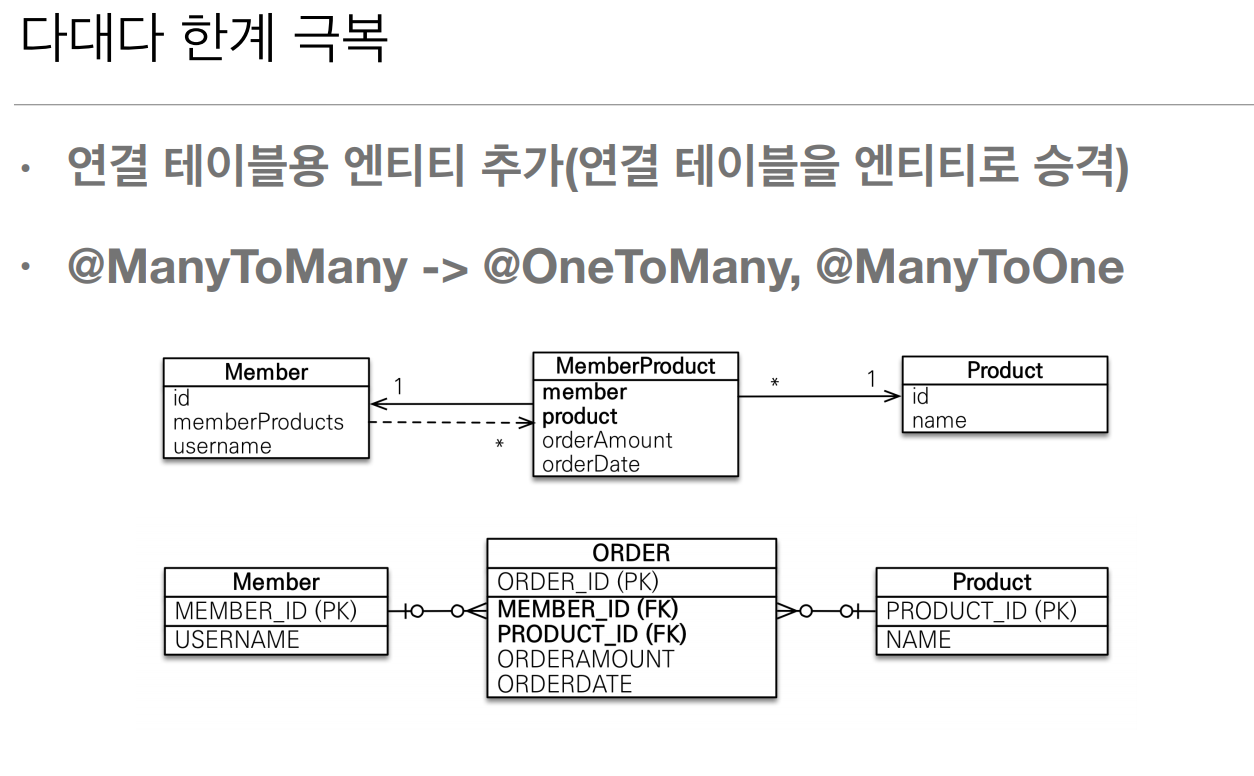 다대다 한계 극복
· 연결 테이블용 엔티티 추가(연결 테이블을 엔티티로 승격)
· @ManyToMany -> @OneToMany, @ManyToOne
Member
id
memberProducts
username
1
*
MemberProduct
member
product
orderAmount
orderDate
*
1
Product
id
name
Member
MEMBER_ID (PK)
USERNAME
ORDER
ORDER_ID (PK)
MEMBER_ID (FK)
PRODUCT_ID (FK)
ORDERAMOUNT
ORDERDATE
Product
PRODUCT_ID (PK)
NAME